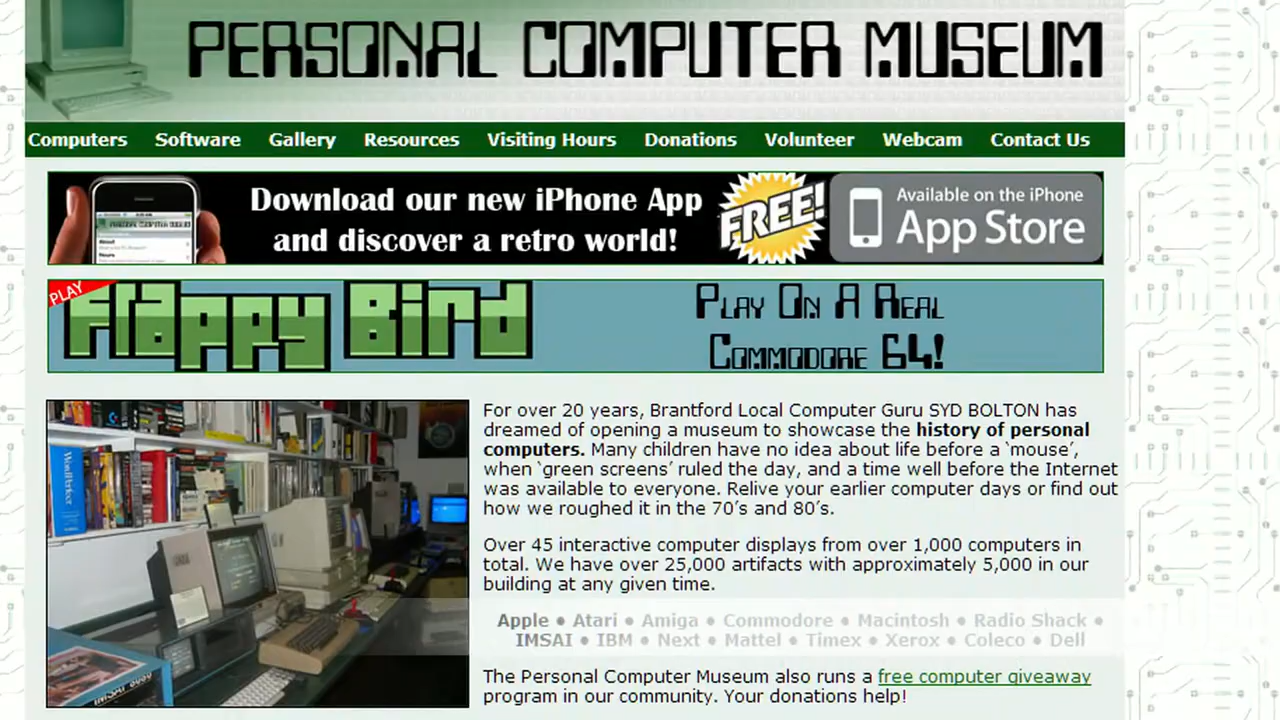 PERSONAL COMPUTER MUSEUM
Computers Software Gallery Resources Visiting Hours Donations Volunteer Webcam Contact Us
Download our new iPhone App
and discover a retro world!
FREE!
Available on the iPhone
App Store
PERSONAL COMPUTER MUSEUM
About
PLAY
Flappy Bird
Play On A Real
Commodore 64!
For over 20 years, Brantford Local Computer Guru SYD BOLTON has
dreamed of opening a museum to showcase the history of personal
computers. Many children have no idea about life before a ‘mouse’,
when ‘green screens’ ruled the day, and a time well before the Internet
was available to everyone. Relive your earlier computer days or find out
how we roughed it in the 70’s and 80’s.
Over 45 interactive computer displays from over 1,000 computers in
total. We have over 25,000 artifacts with approximately 5,000 in our
building at any given time.
Apple • Atari • Amiga • Commodore • Macintosh • Radio Shack •
IMSAI • IBM • Next • Mattel • Timex • Xerox • Coleco • Dell
The Personal Computer Museum also runs a free computer giveaway
program in our community. Your donations help!
WordPerfect
IMSAI 8080